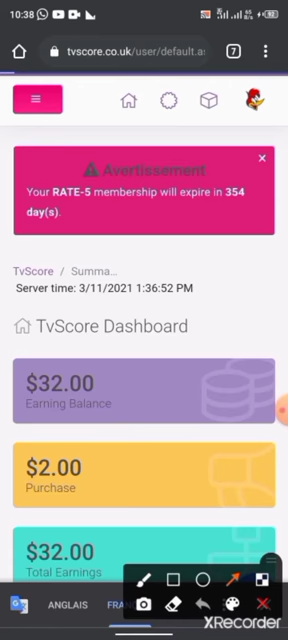 10:38
tvscore.co.uk/user/default.a
7
Avertissement
×
Your RATE-5 membership will expire in 354
day(s).
TvScore / Summa...
Server time: 3/11/2021 1:36:52 PM
TvScore Dashboard
$32.00
Earning Balance
$2.00
Purchase
$32.00
Total Earnings
ANGLAIS
FRAN
XRecorder